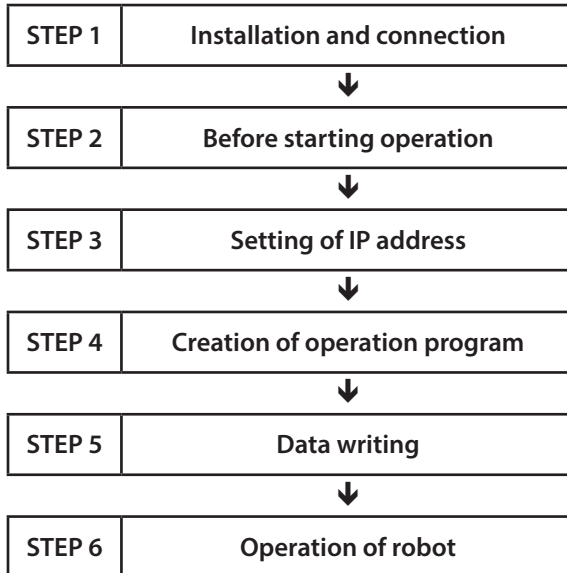 STEP 1 Installation and connection
STEP 2 Before starting operation
STEP 3 Setting of IP address
STEP 4 Creation of operation program
STEP 5 Data writing
STEP 6 Operation of robot